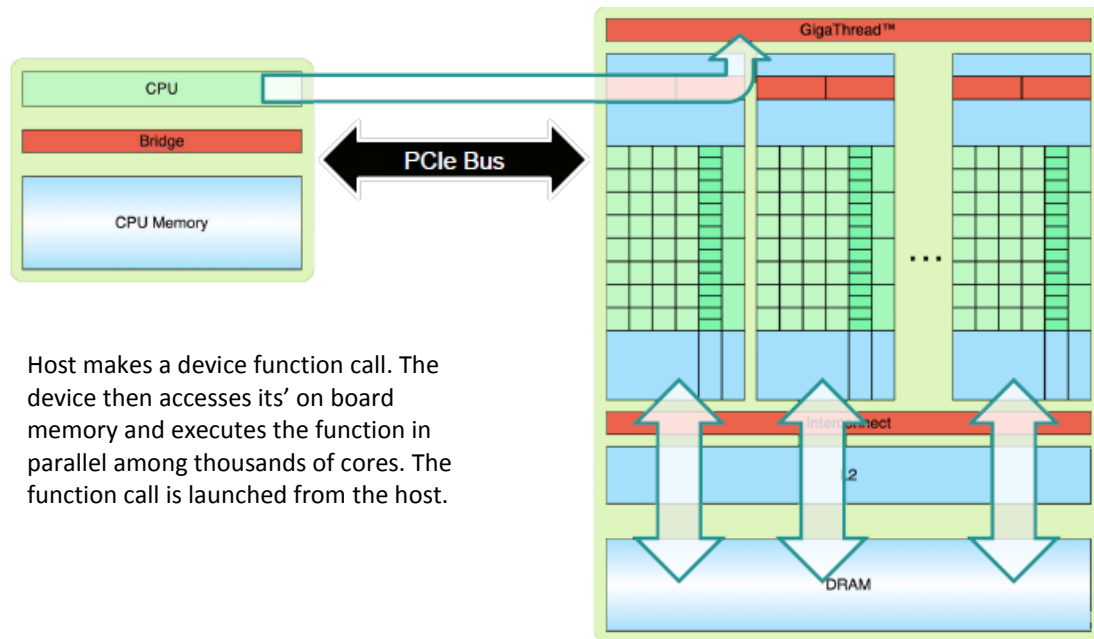 GigaThread™
CPU
Bridge
PCIe Bus
CPU Memory
...
Host makes a device function call. The
device then accesses its’ on board
memory and executes the function in
parallel among thousands of cores. The
function call is launched from the host.
Interconnect
L2
DRAM